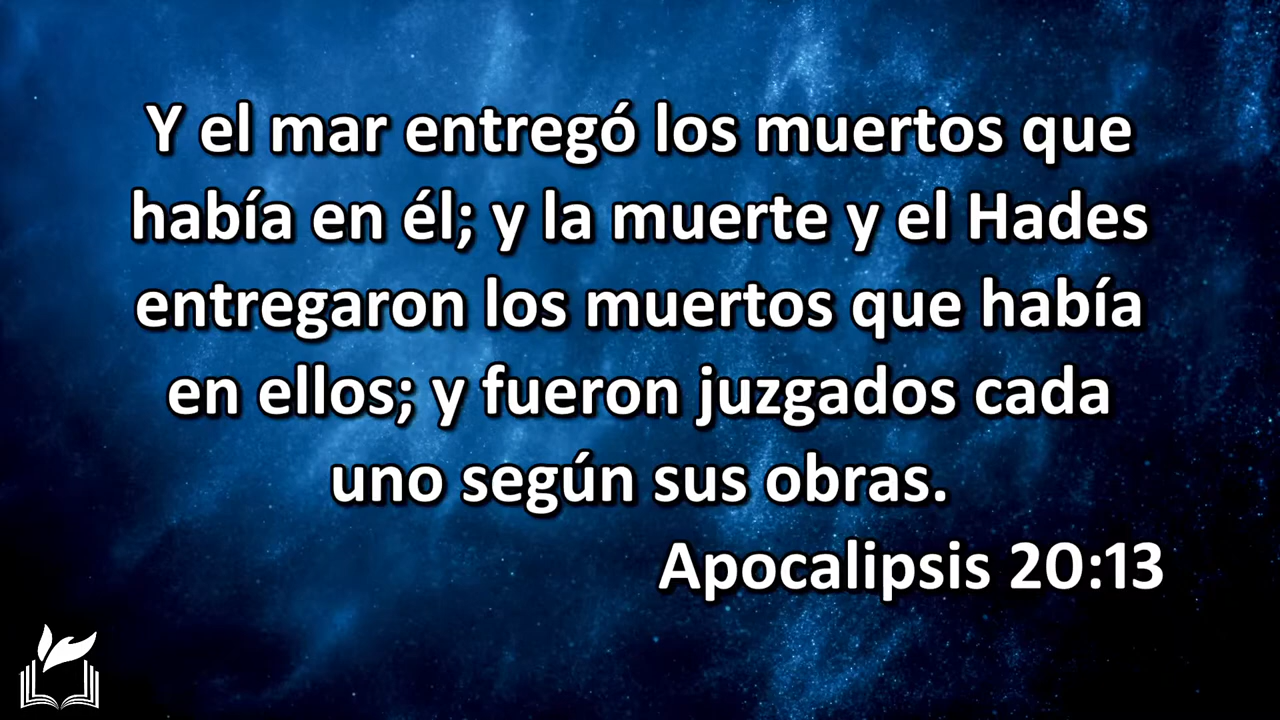 Y el mar entregó los muertos que
había en él; y la muerte y el Hades
entregaron los muertos que había
en ellos; y fueron juzgados cada
uno según sus obras.
Apocalipsis 20:13